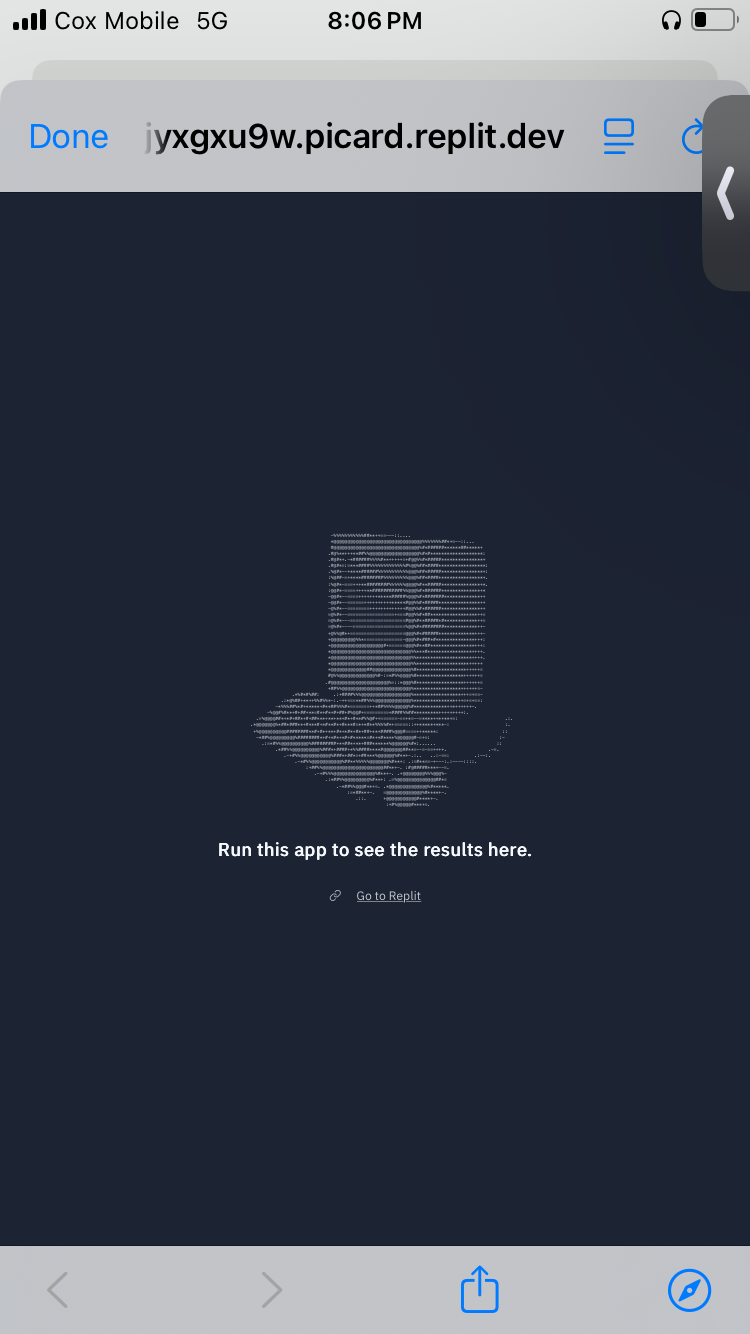 Cox Mobile 5G 8:06 PM
Done jyxgxu9w.picard.replit.dev
Run this app to see the results here.
Go to Replit